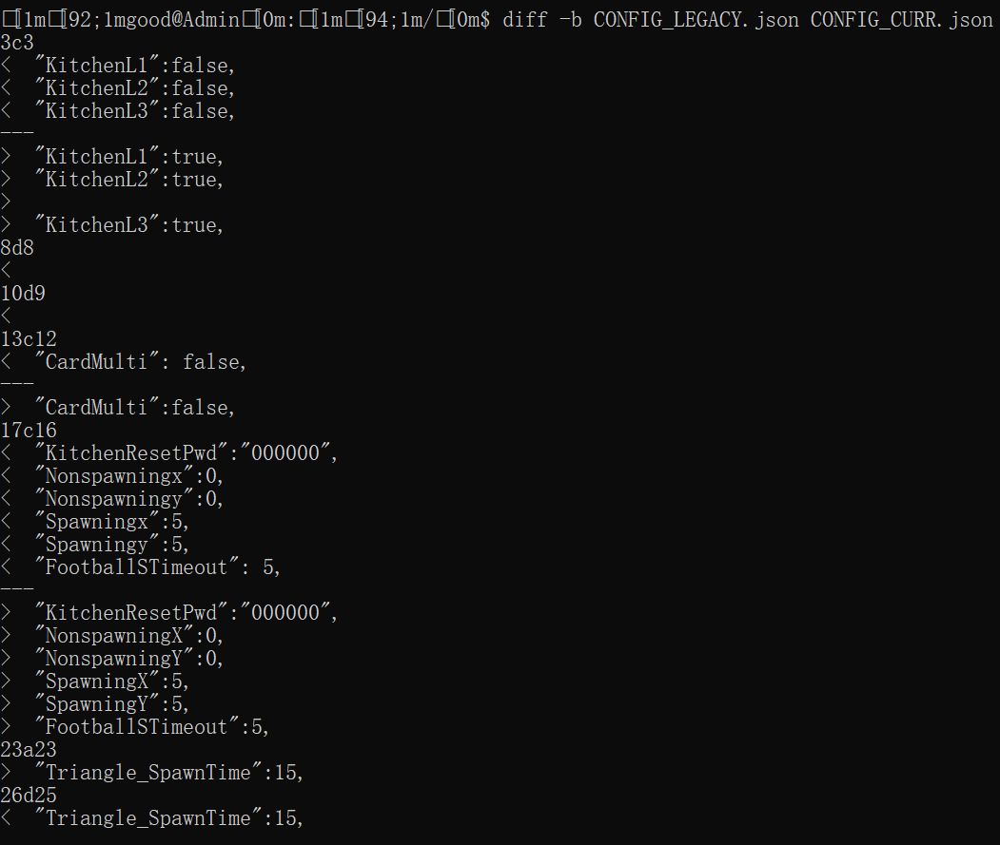 □[1m□[92;1mgood@Admin□[0m:□[1m□[94;1m/□[0m$ diff -b CONFIG_LEGACY.json CONFIG_CURR.json
3c3
<  "KitchenL1":false,
<  "KitchenL2":false,
<  "KitchenL3":false,
---
>  "KitchenL1":true,
>  "KitchenL2":true,
>
>  "KitchenL3":true,
8d8
<
10d9
<
13c12
<  "CardMulti": false,
---
>  "CardMulti":false,
17c16
<  "KitchenResetPwd":"000000",
<  "Nonspawningx":0,
<  "Nonspawningy":0,
<  "Spawningx":5,
<  "Spawningy":5,
<  "FootballSTimeout": 5,
---
>  "KitchenResetPwd":"000000",
>  "NonspawningX":0,
>  "NonspawningY":0,
>  "SpawningX":5,
>  "SpawningY":5,
>  "FootballSTimeout":5,
23a23
>  "Triangle_SpawnTime":15,
26d25
<  "Triangle_SpawnTime":15,